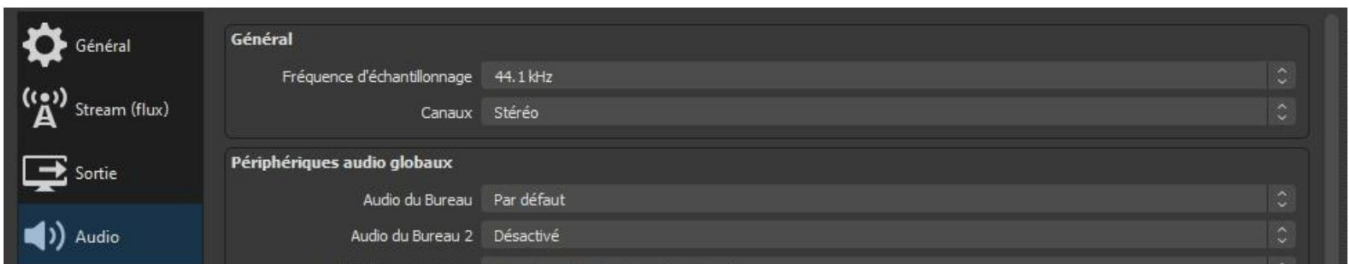 Général
Stream (flux)
Sortie
Audio
Général
Fréquence d'échantillonnage 44.1 kHz
Canaux Stéréo
Périphériques audio globaux
Audio du Bureau Par défaut
Audio du Bureau 2 Désactivé